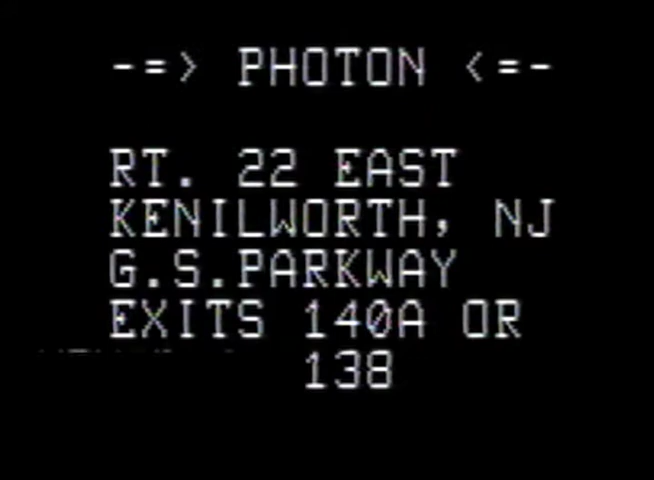 -=> PHOTON <=-
RT. 22 EAST
KENILWORTH, NJ
G.S.PARKWAY
EXITS 140A OR
138